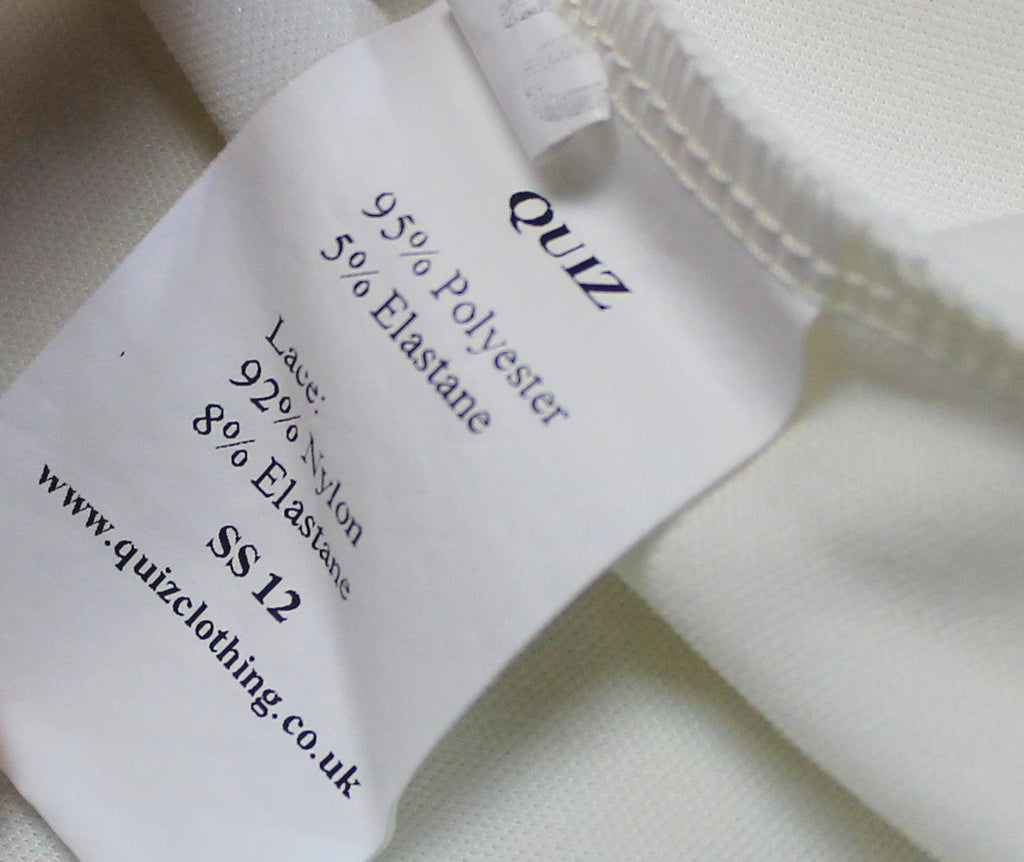 QUIZ
95% Polyester
5% Elastane
Lace:
92% Nylon
8% Elastane
SS 12
www.quizclothing.co.uk